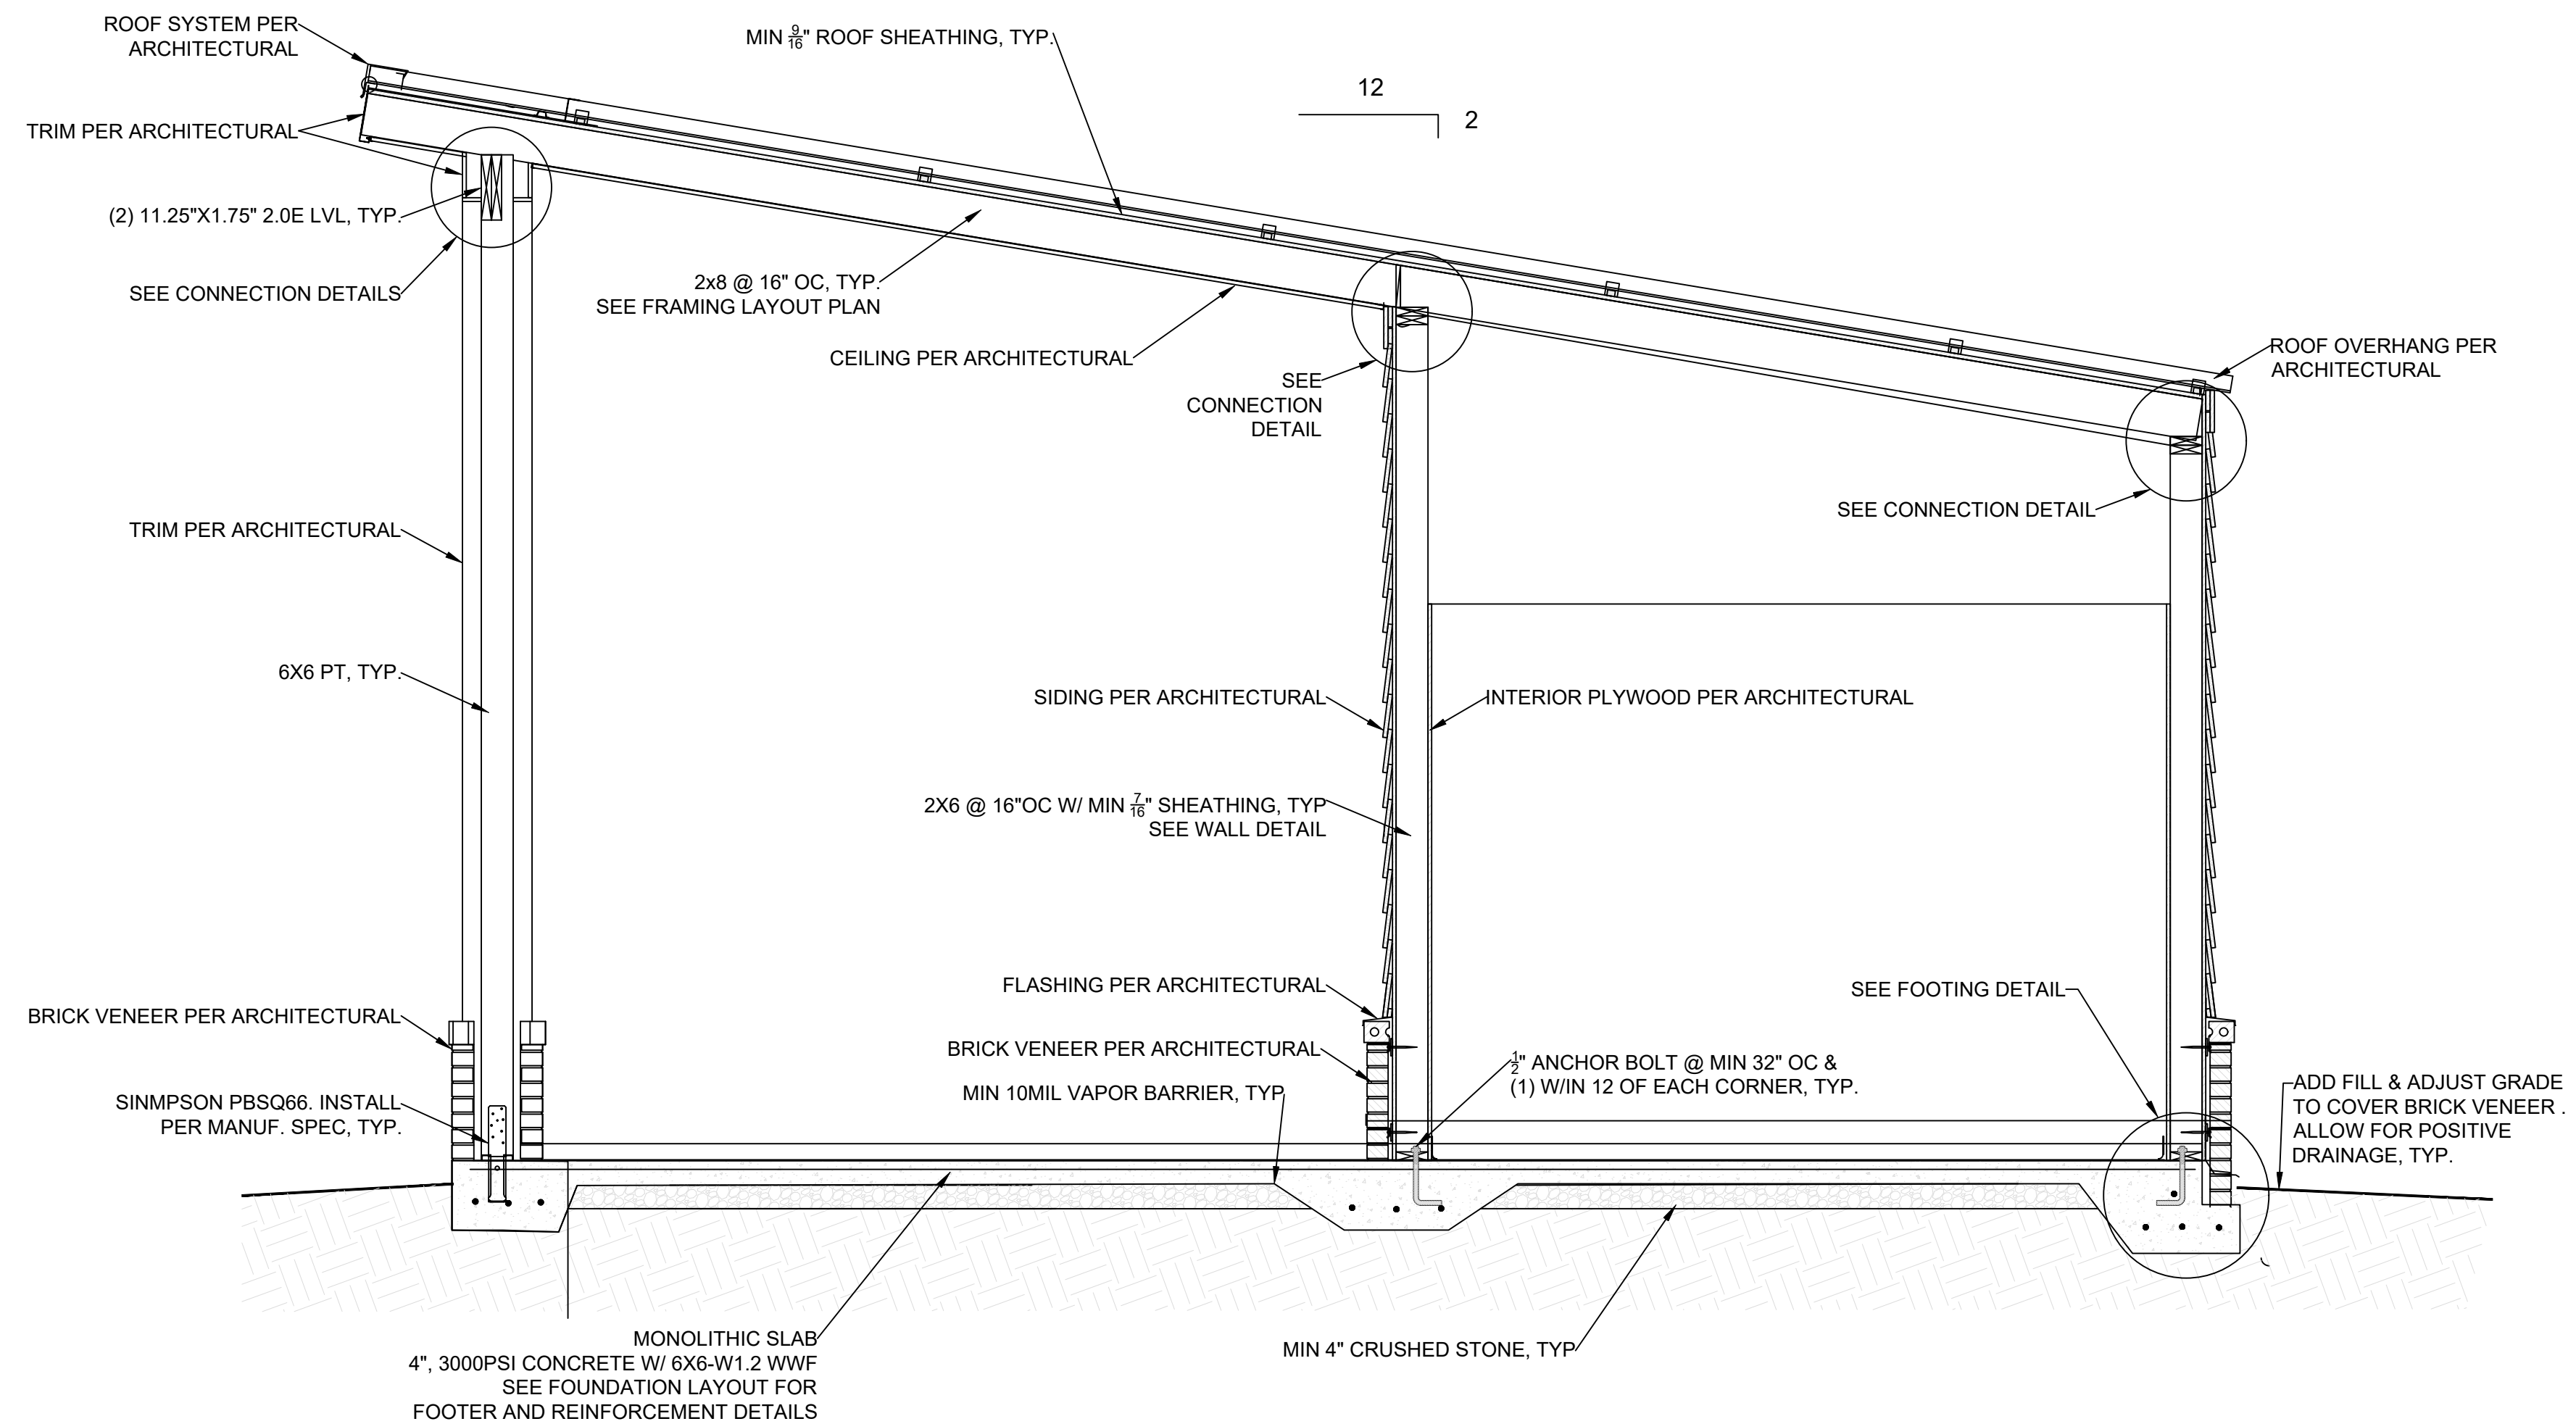 ROOF SYSTEM PER
ARCHITECTURAL
MIN 9/16" ROOF SHEATHING, TYP.
12
2
TRIM PER ARCHITECTURAL
(2) 11.25"X1.75" 2.0E LVL, TYP.
SEE CONNECTION DETAILS
2x8 @ 16" OC, TYP.
SEE FRAMING LAYOUT PLAN
CEILING PER ARCHITECTURAL
SEE
CONNECTION
DETAIL
ROOF OVERHANG PER
ARCHITECTURAL
SEE CONNECTION DETAIL
TRIM PER ARCHITECTURAL
6X6 PT, TYP.
SIDING PER ARCHITECTURAL
INTERIOR PLYWOOD PER ARCHITECTURAL
2X6 @ 16"OC W/ MIN 7/16" SHEATHING, TYP
SEE WALL DETAIL
FLASHING PER ARCHITECTURAL
SEE FOOTING DETAIL
BRICK VENEER PER ARCHITECTURAL
BRICK VENEER PER ARCHITECTURAL
1/2" ANCHOR BOLT @ MIN 32" OC &
(1) W/IN 12 OF EACH CORNER, TYP.
MIN 10MIL VAPOR BARRIER, TYP
SINMPSON PBSQ66. INSTALL
PER MANUF. SPEC, TYP.
ADD FILL & ADJUST GRADE
TO COVER BRICK VENEER .
ALLOW FOR POSITIVE
DRAINAGE, TYP.
MONOLITHIC SLAB
4", 3000PSI CONCRETE W/ 6X6-W1.2 WWF
SEE FOUNDATION LAYOUT FOR
FOOTER AND REINFORCEMENT DETAILS
MIN 4" CRUSHED STONE, TYP